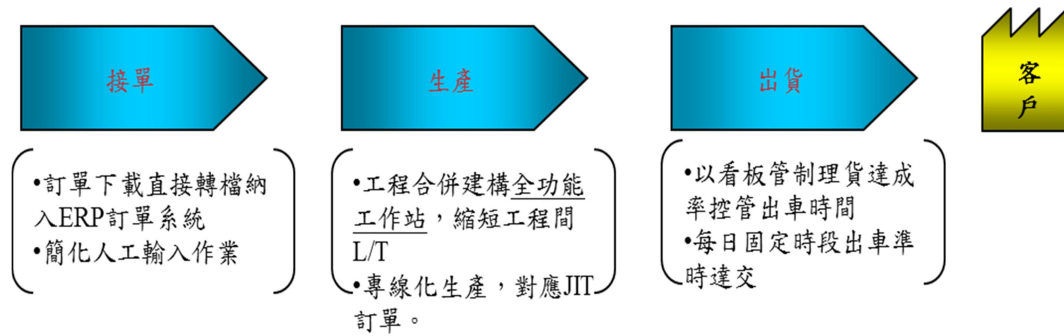 接單
•訂單下載直接轉檔納
入ERP訂單系統
•簡化人工輸入作業
生產
•工程合併建構全功能
工作站，縮短工程間
L/T
•專線化生產，對應JIT
訂單。
出貨
•以看板管制理貨達成
率控管出車時間
•每日固定時段出車準
時達交
客
戶